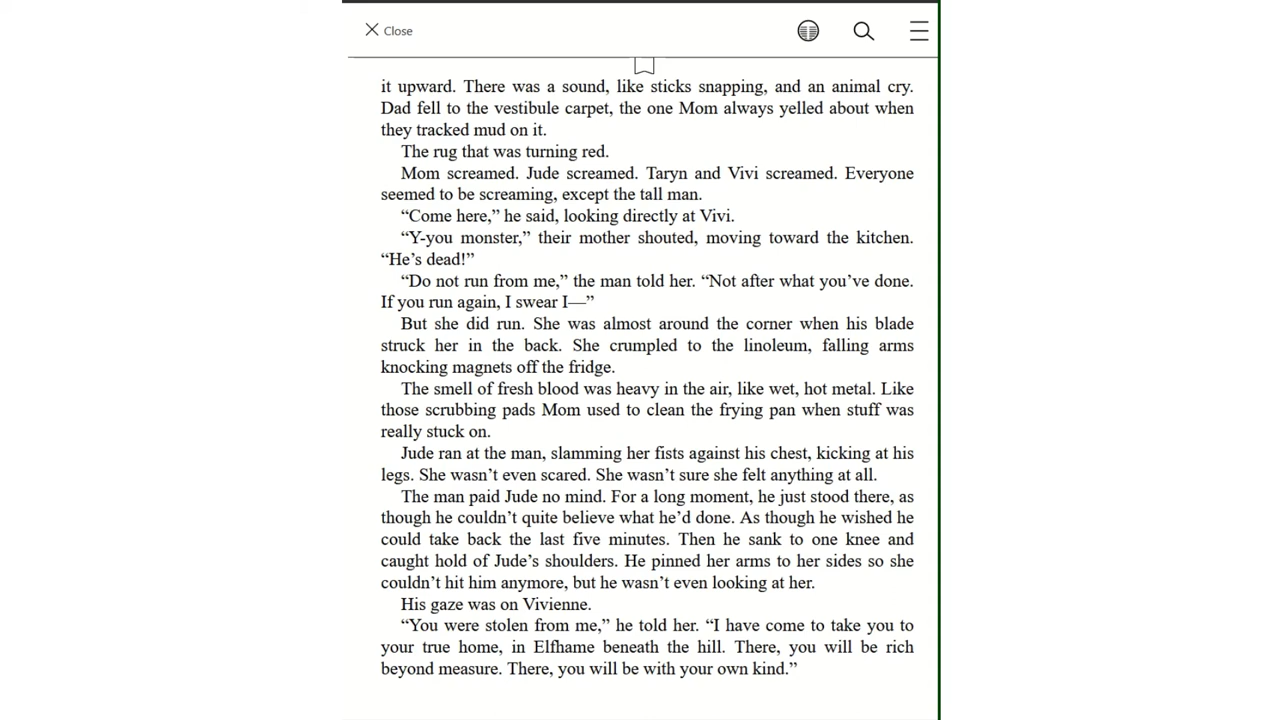 Close
it upward. There was a sound, like sticks snapping, and an animal cry.
Dad fell to the vestibule carpet, the one Mom always yelled about when
they tracked mud on it.
The rug that was turning red.
Mom screamed. Jude screamed. Taryn and Vivi screamed. Everyone
seemed to be screaming, except the tall man.
“Come here,” he said, looking directly at Vivi.
“Y-you monster,” their mother shouted, moving toward the kitchen.
“He’s dead!”
“Do not run from me,” the man told her. “Not after what you’ve done.
If you run again, I swear I—”
But she did run. She was almost around the corner when his blade
struck her in the back. She crumpled to the linoleum, falling arms
knocking magnets off the fridge.
The smell of fresh blood was heavy in the air, like wet, hot metal. Like
those scrubbing pads Mom used to clean the frying pan when stuff was
really stuck on.
Jude ran at the man, slamming her fists against his chest, kicking at his
legs. She wasn’t even scared. She wasn’t sure she felt anything at all.
The man paid Jude no mind. For a long moment, he just stood there, as
though he couldn’t quite believe what he’d done. As though he wished he
could take back the last five minutes. Then he sank to one knee and
caught hold of Jude’s shoulders. He pinned her arms to her sides so she
couldn’t hit him anymore, but he wasn’t even looking at her.
His gaze was on Vivienne.
“You were stolen from me,” he told her. “I have come to take you to
your true home, in Elfhame beneath the hill. There, you will be rich
beyond measure. There, you will be with your own kind.”